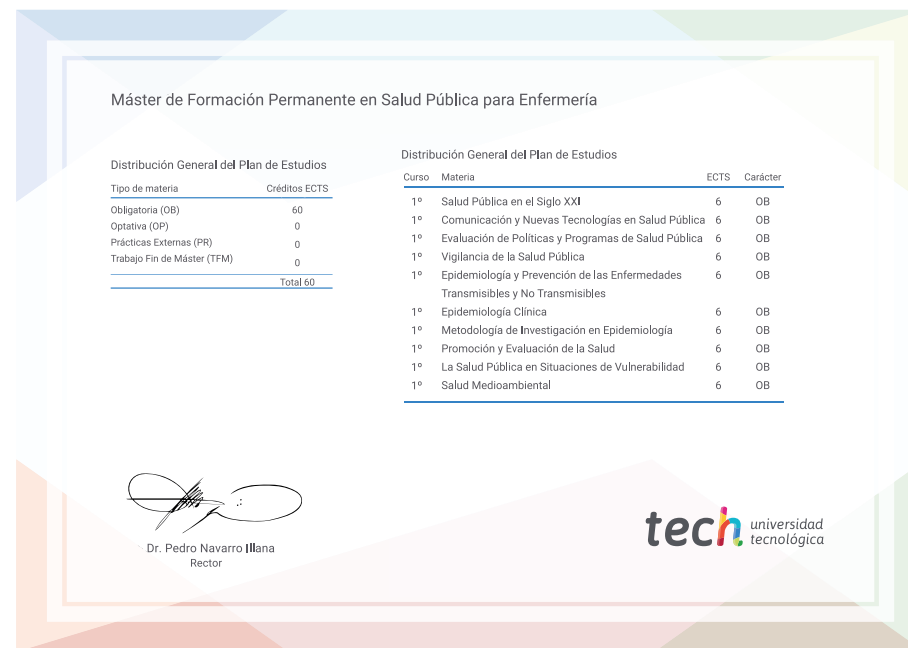 Máster de Formación Permanente en Salud Pública para Enfermería
Distribución General del Plan de Estudios
Tipo de materia Créditos ECTS
Obligatoria (OB) 60
Optativa (OP) 0
Prácticas Externas (PR) 0
Trabajo Fin de Máster (TFM) 0
Total 60
Distribución General del Plan de Estudios
Curso Materia ECTS Carácter
1º Salud Pública en el Siglo XXI 6 OB
1º Comunicación y Nuevas Tecnologías en Salud Pública 6 OB
1º Evaluación de Políticas y Programas de Salud Pública 6 OB
1º Vigilancia de la Salud Pública 6 OB
1º Epidemiología y Prevención de las Enfermedades 6 OB
Transmisibles y No Transmisibles
1º Epidemiología Clínica 6 OB
1º Metodología de Investigación en Epidemiología 6 OB
1º Promoción y Evaluación de la Salud 6 OB
1º La Salud Pública en Situaciones de Vulnerabilidad 6 OB
1º Salud Medioambiental 6 OB
Dr. Pedro Navarro Illana
Rector
tech universidad
tecnológica